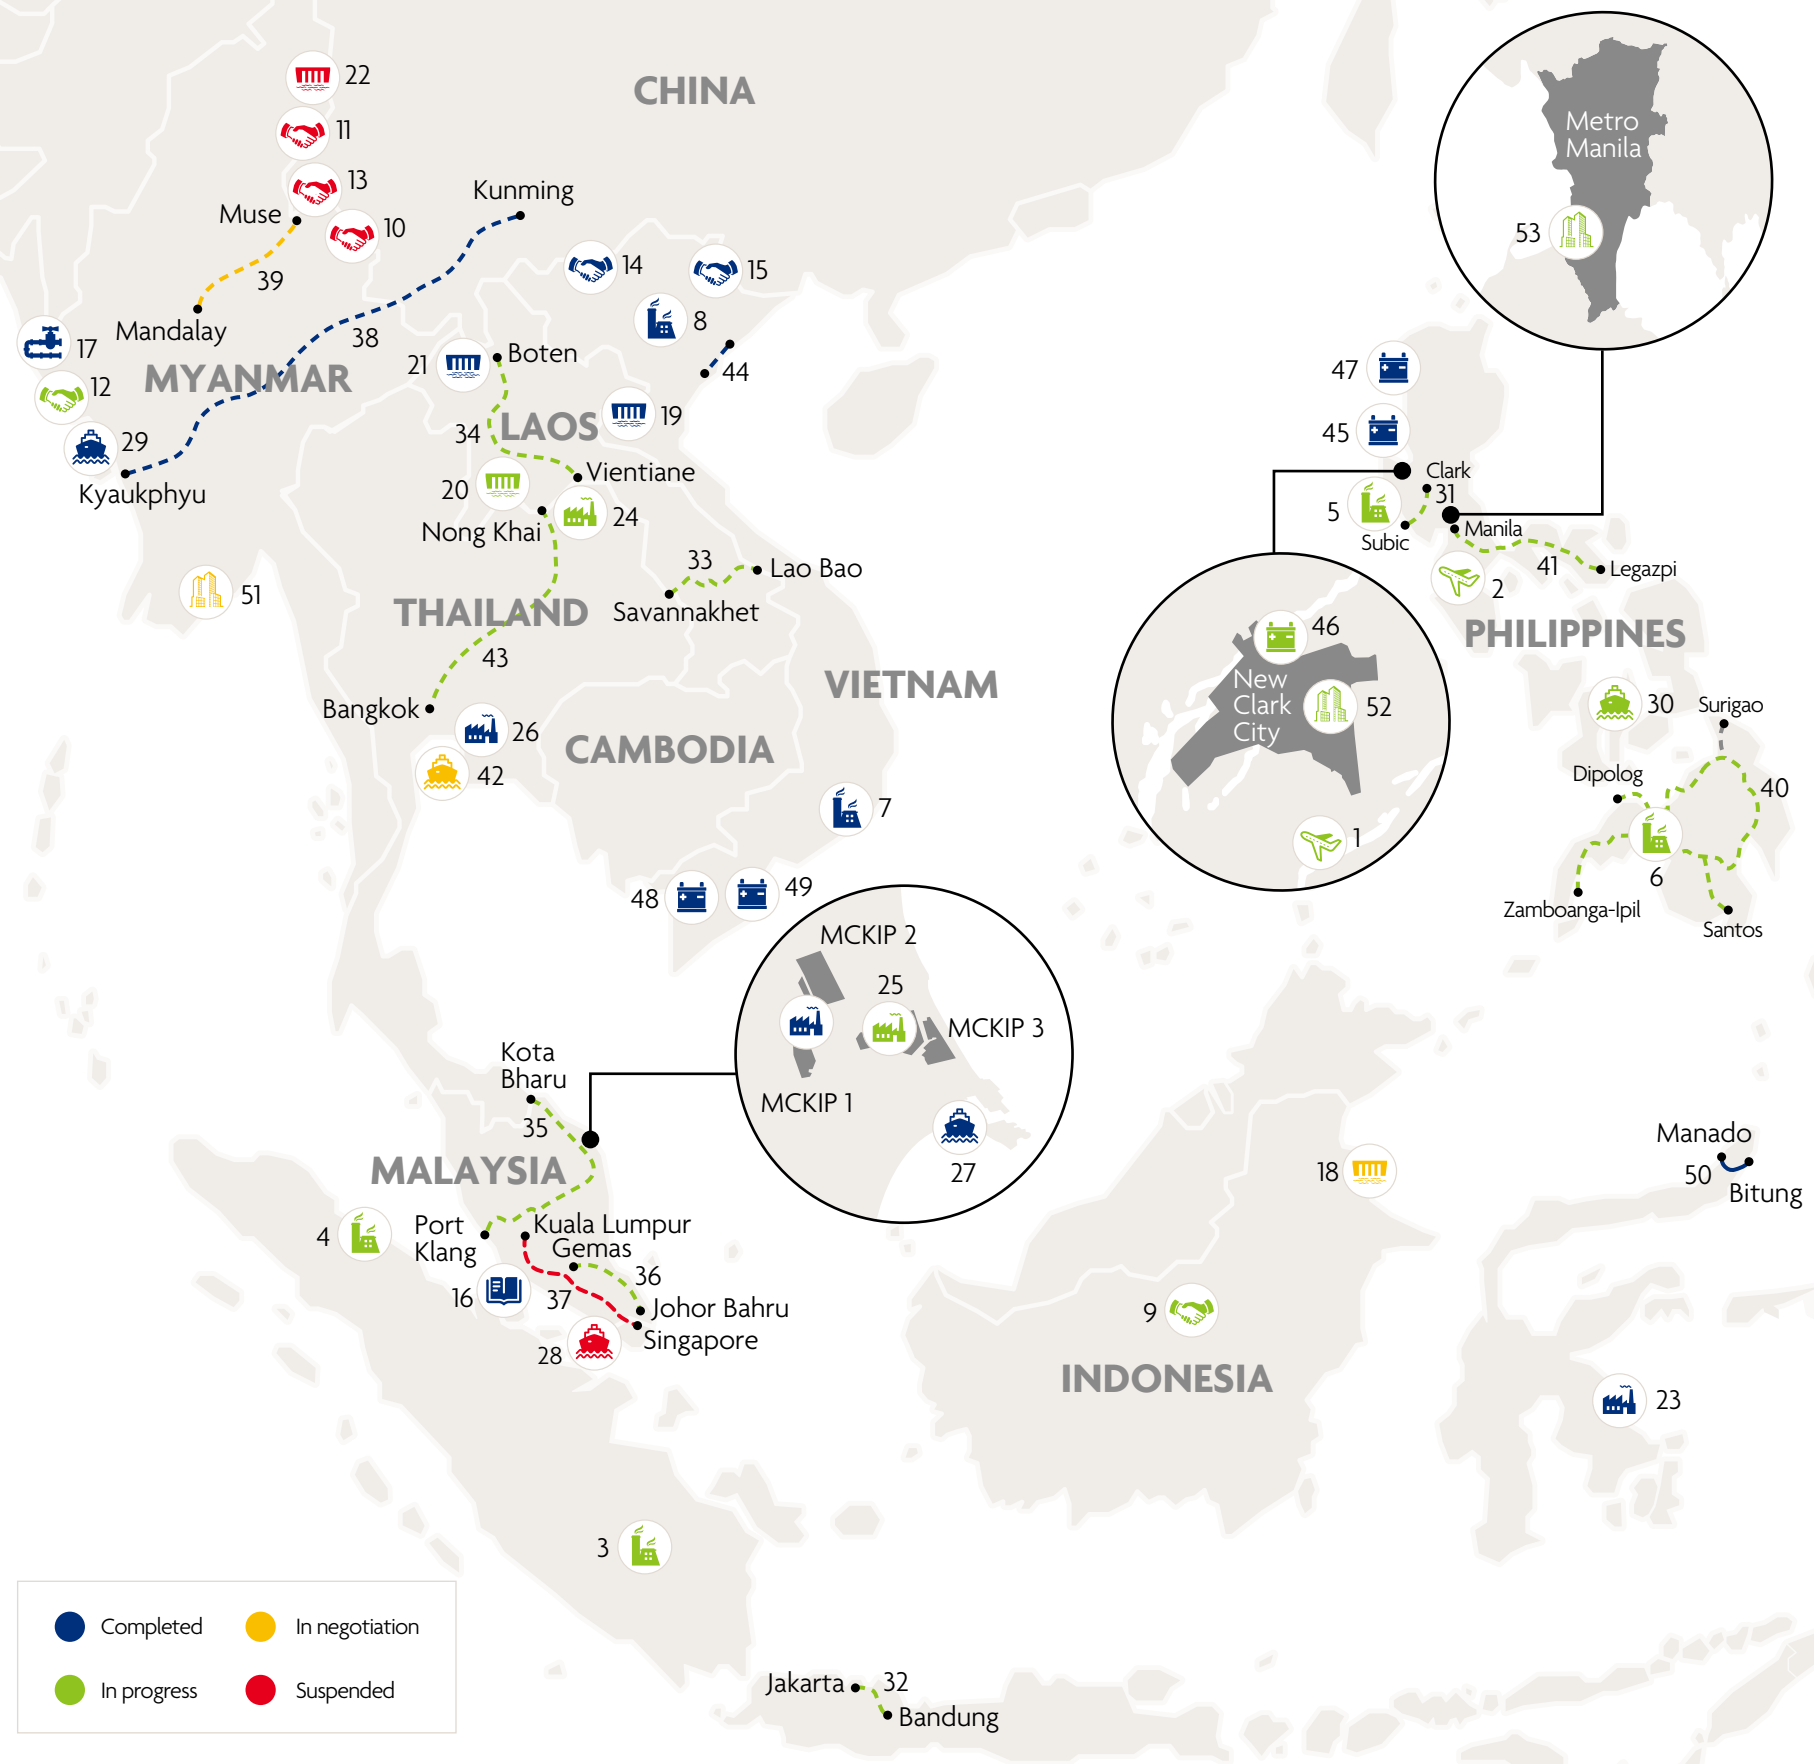 22
CHINA
11
13
Muse
10
Kunming
39
Mandalay
38
17
12
MYANMAR
29
Kyaukphyu
14
15
8
44
21
Boten
19
34
LAOS
Vientiane
20
24
Nong Khai
51
33
Lao Bao
Savannakhet
THAILAND
43
Bangkok
26
42
VIETNAM
CAMBODIA
7
48
49
Metro
Manila
53
47
45
Clark
31
5
Subic
Manila
41
Legazpi
2
PHILIPPINES
46
New
Clark
City
52
1
30
Surigao
Dipolog
40
6
Zamboanga-Ipil
Santos
MCKIP 2
25
MCKIP 3
MCKIP 1
27
Kota
Bharu
35
MALAYSIA
4
Port
Klang
Kuala Lumpur
Gemas
36
16
37
Johor Bahru
28
Singapore
18
Manado
50
Bitung
9
INDONESIA
23
3
Jakarta
32
Bandung
Completed
In negotiation
In progress
Suspended